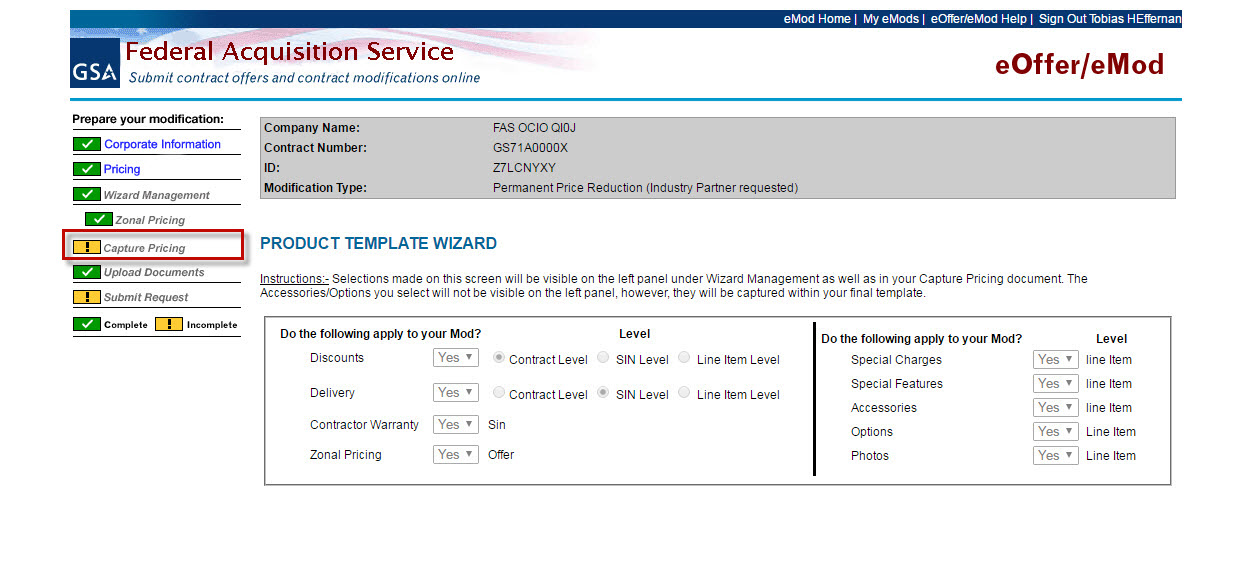 eMod Home | My eMods | eOffer/eMod Help | Sign Out Tobias HEffernan
GSA
Federal Acquisition Service
Submit contract offers and contract modifications online
eOffer/eMod
Prepare your modification:
Corporate Information
Pricing
Wizard Management
Zonal Pricing
! Capture Pricing
Upload Documents
! Submit Request
Complete ! Incomplete
Company Name: FAS OCIO QI0J
Contract Number: GS71A0000X
ID: Z7LCNYXY
Modification Type: Permanent Price Reduction (Industry Partner requested)
PRODUCT TEMPLATE WIZARD
Instructions:- Selections made on this screen will be visible on the left panel under Wizard Management as well as in your Capture Pricing document. The
Accessories/Options you select will not be visible on the left panel, however, they will be captured within your final template.
Do the following apply to your Mod? Level
Discounts Yes Contract Level SIN Level Line Item Level
Delivery Yes Contract Level SIN Level Line Item Level
Contractor Warranty Yes Sin
Zonal Pricing Yes Offer
Do the following apply to your Mod? Level
Special Charges Yes line Item
Special Features Yes line Item
Accessories Yes line Item
Options Yes Line Item
Photos Yes Line Item